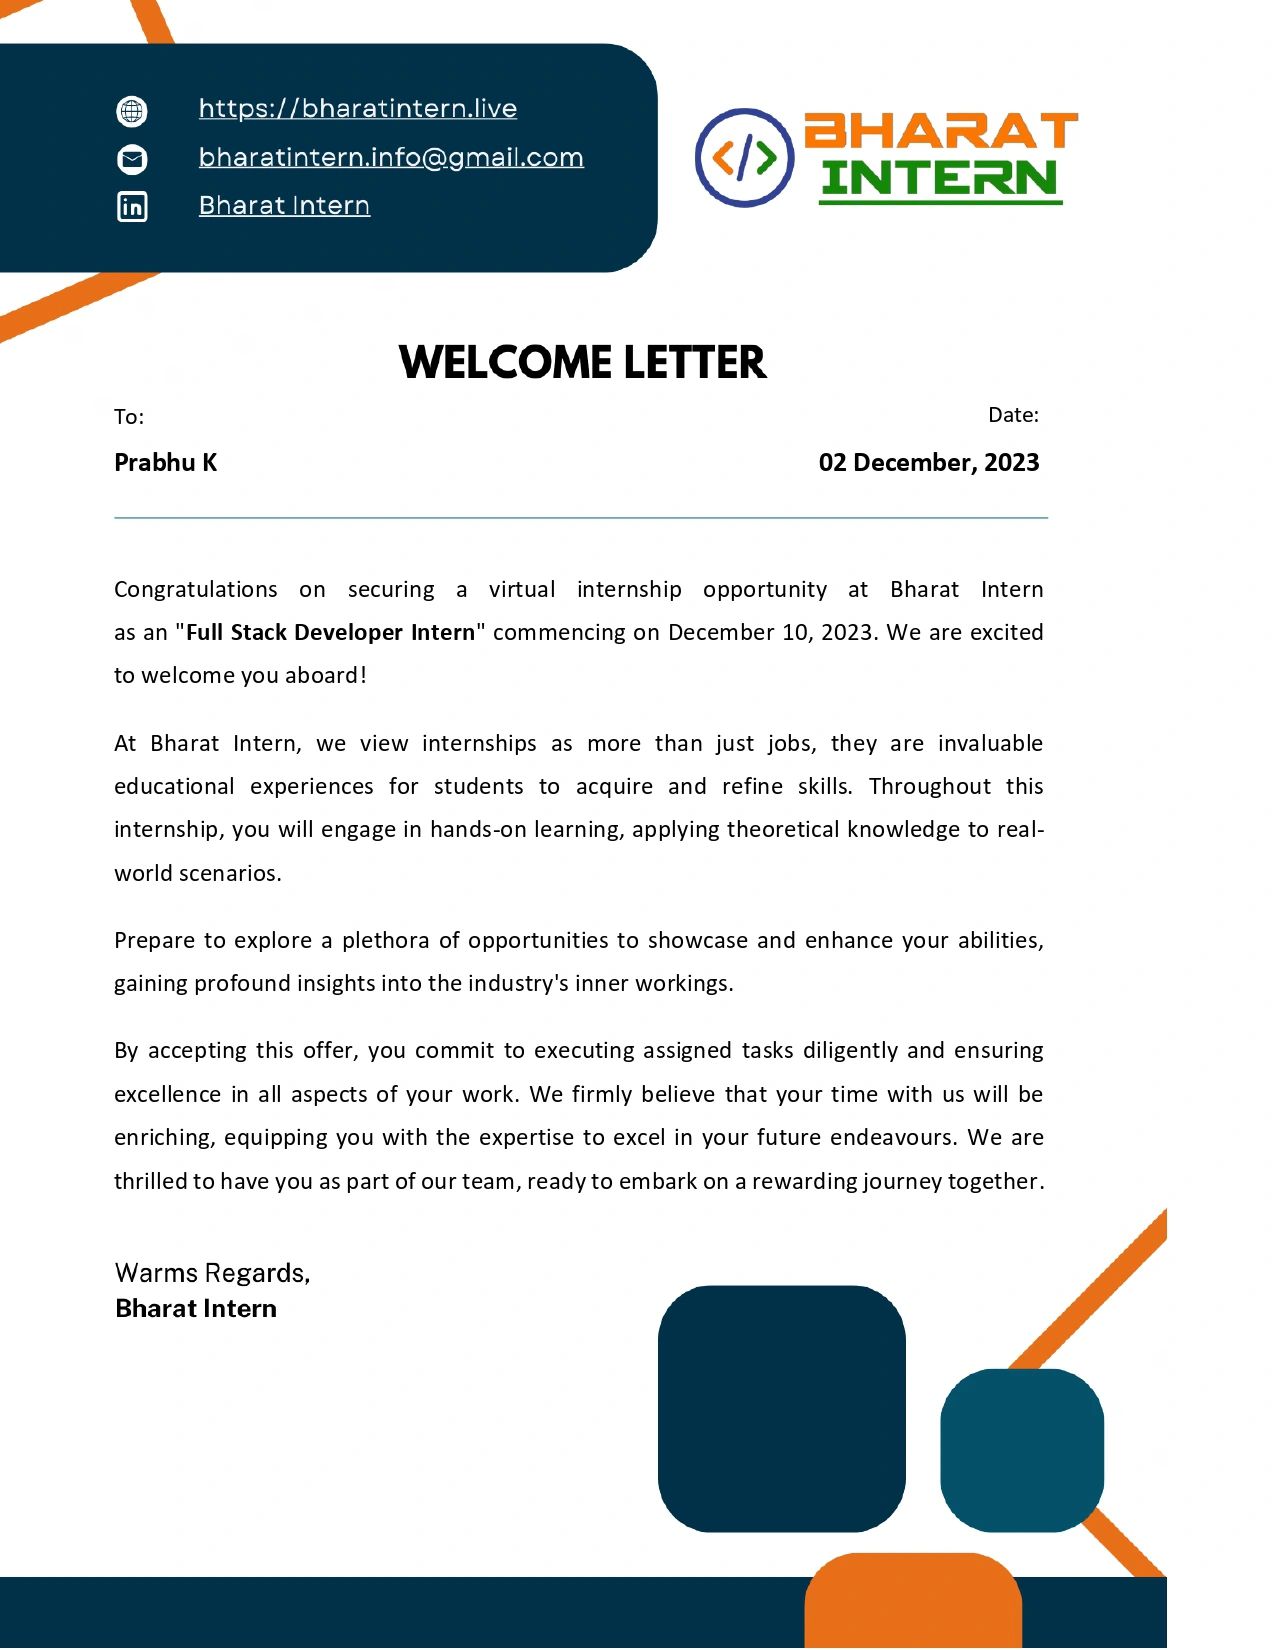 https://bharatintern.live
bharatintern.info@gmail.com
Bharat Intern
BHARAT
INTERN
WELCOME LETTER
To:
Date:
Prabhu K
02 December, 2023
Congratulations on securing a virtual internship opportunity at Bharat Intern
as an "Full Stack Developer Intern" commencing on December 10, 2023. We are excited
to welcome you aboard!
At Bharat Intern, we view internships as more than just jobs, they are invaluable
educational experiences for students to acquire and refine skills. Throughout this
internship, you will engage in hands-on learning, applying theoretical knowledge to real-
world scenarios.
Prepare to explore a plethora of opportunities to showcase and enhance your abilities,
gaining profound insights into the industry's inner workings.
By accepting this offer, you commit to executing assigned tasks diligently and ensuring
excellence in all aspects of your work. We firmly believe that your time with us will be
enriching, equipping you with the expertise to excel in your future endeavours. We are
thrilled to have you as part of our team, ready to embark on a rewarding journey together.
Warms Regards,
Bharat Intern